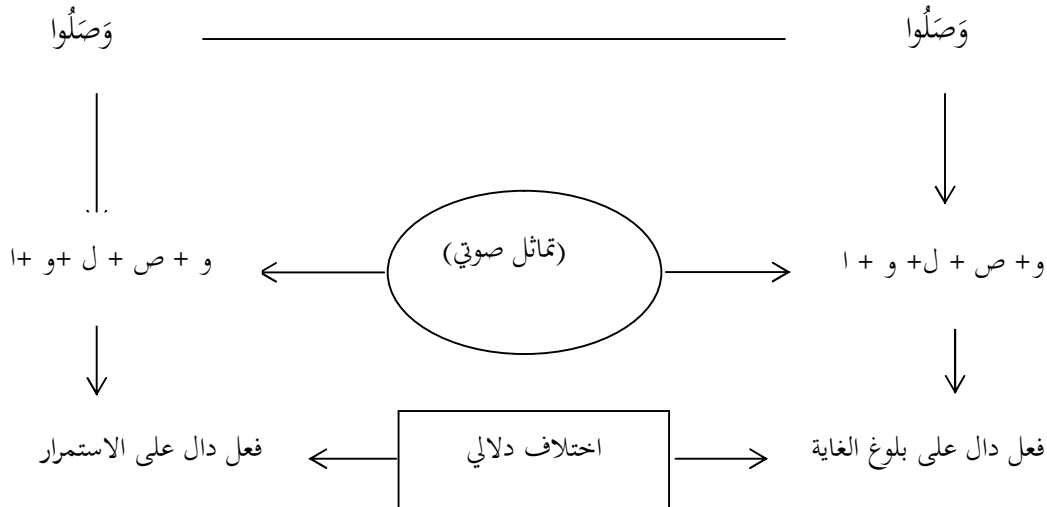 وَصَلُوا وَصَلُوا
(تماثل صوتي)
و+ ص + ل+ و + ا و + ص + ل +و +ا
فعل دال على بلوغ الغاية اختلاف دلالي فعل دال على الاستمرار